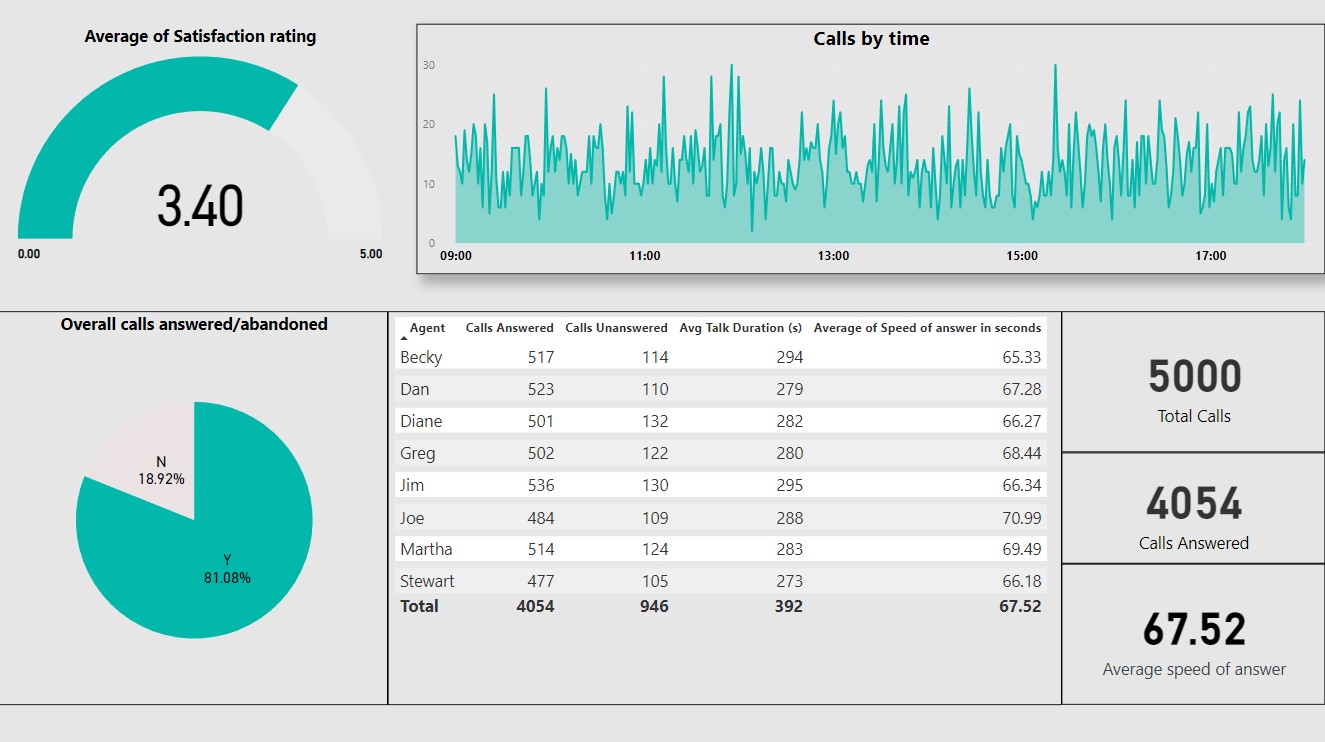 Average of Satisfaction rating
3.40
0.00 5.00
Calls by time
30
20
10
0
09:00 11:00 13:00 15:00 17:00
Overall calls answered/abandoned
N
18.92%
Y
81.08%
Agent Calls Answered Calls Unanswered Avg Talk Duration (s) Average of Speed of answer in seconds
Becky 517 114 294 65.33
Dan 523 110 279 67.28
Diane 501 132 282 66.27
Greg 502 122 280 68.44
Jim 536 130 295 66.34
Joe 484 109 288 70.99
Martha 514 124 283 69.49
Stewart 477 105 273 66.18
Total 4054 946 392 67.52
5000
Total Calls
4054
Calls Answered
67.52
Average speed of answer